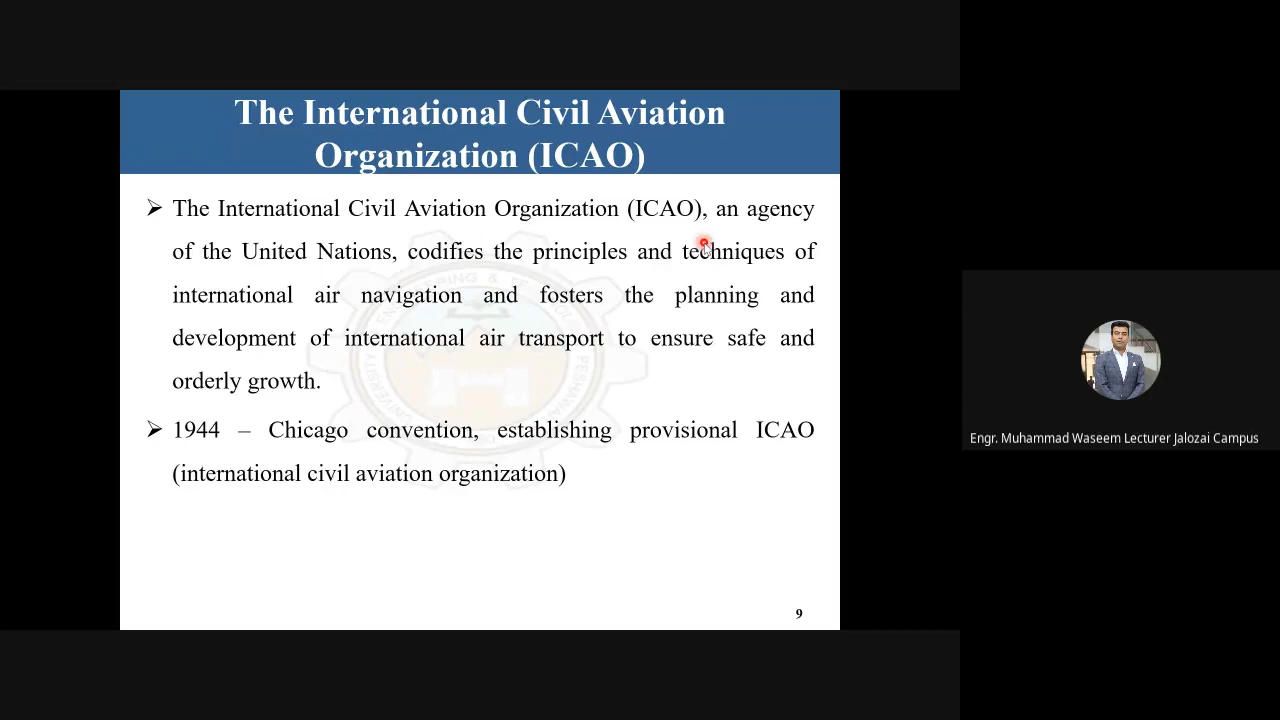 The International Civil Aviation
Organization (ICAO)
➢ The International Civil Aviation Organization (ICAO), an agency
of the United Nations, codifies the principles and techniques of
international air navigation and fosters the planning and
development of international air transport to ensure safe and
orderly growth.
➢ 1944 – Chicago convention, establishing provisional ICAO
(international civil aviation organization)
9
Engr. Muhammad Waseem Lecturer Jalozai Campus